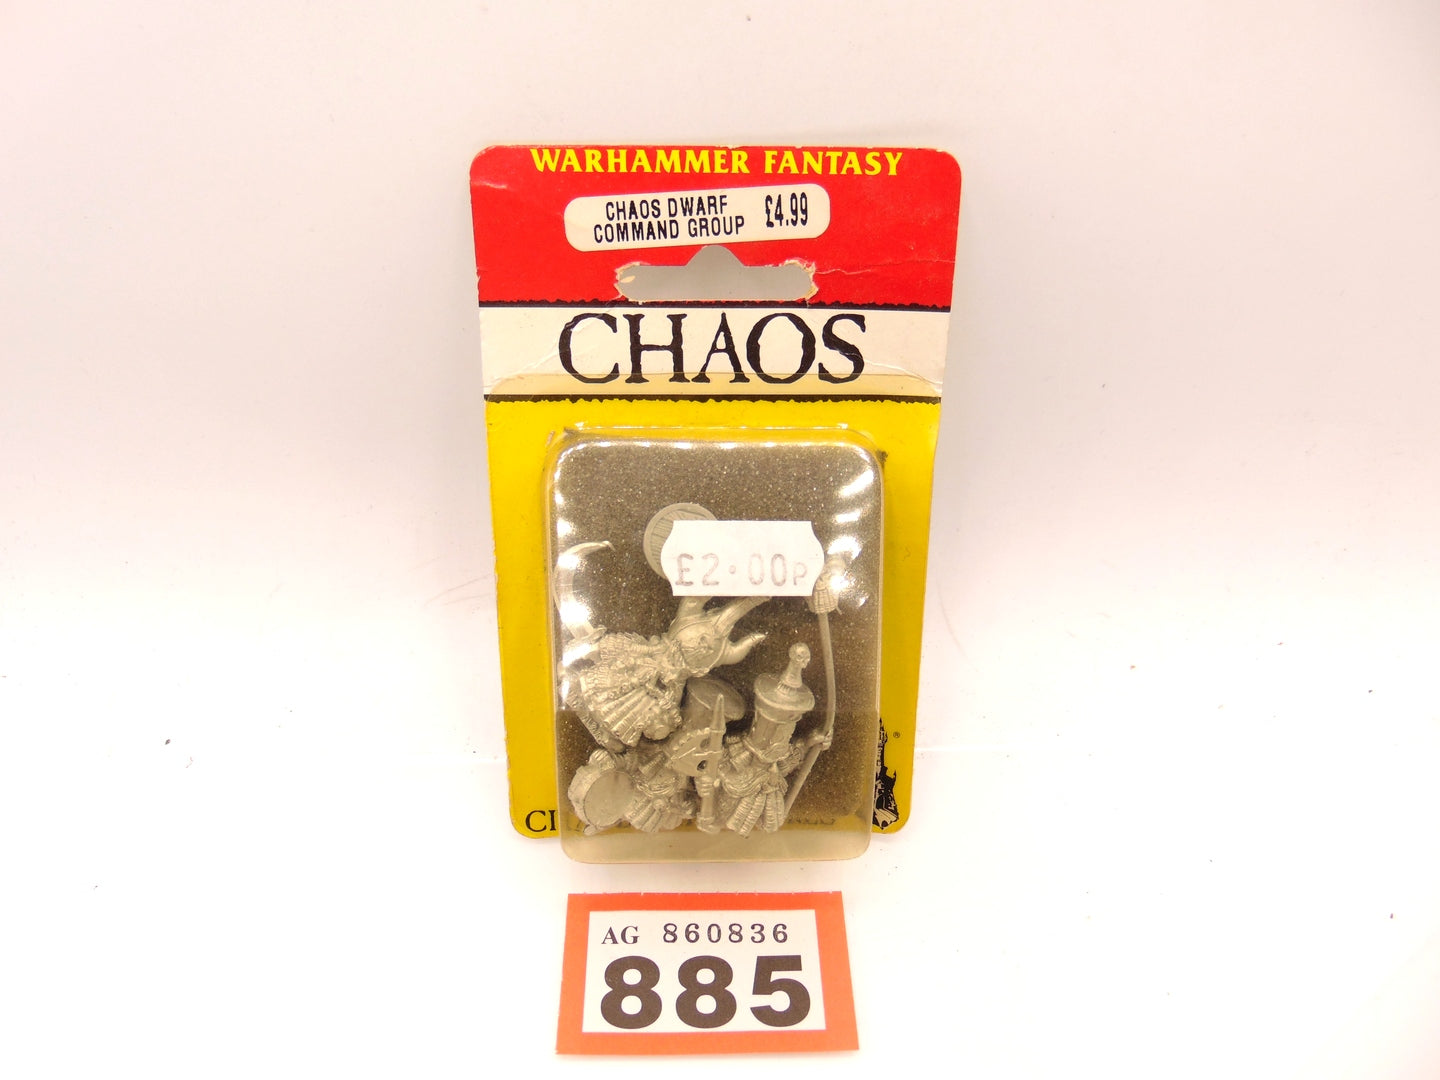 WARHAMMER FANTASY
CHAOS DWARF
COMMAND GROUP £4.99
CHAOS
£2.00P
®
AG 860836
885